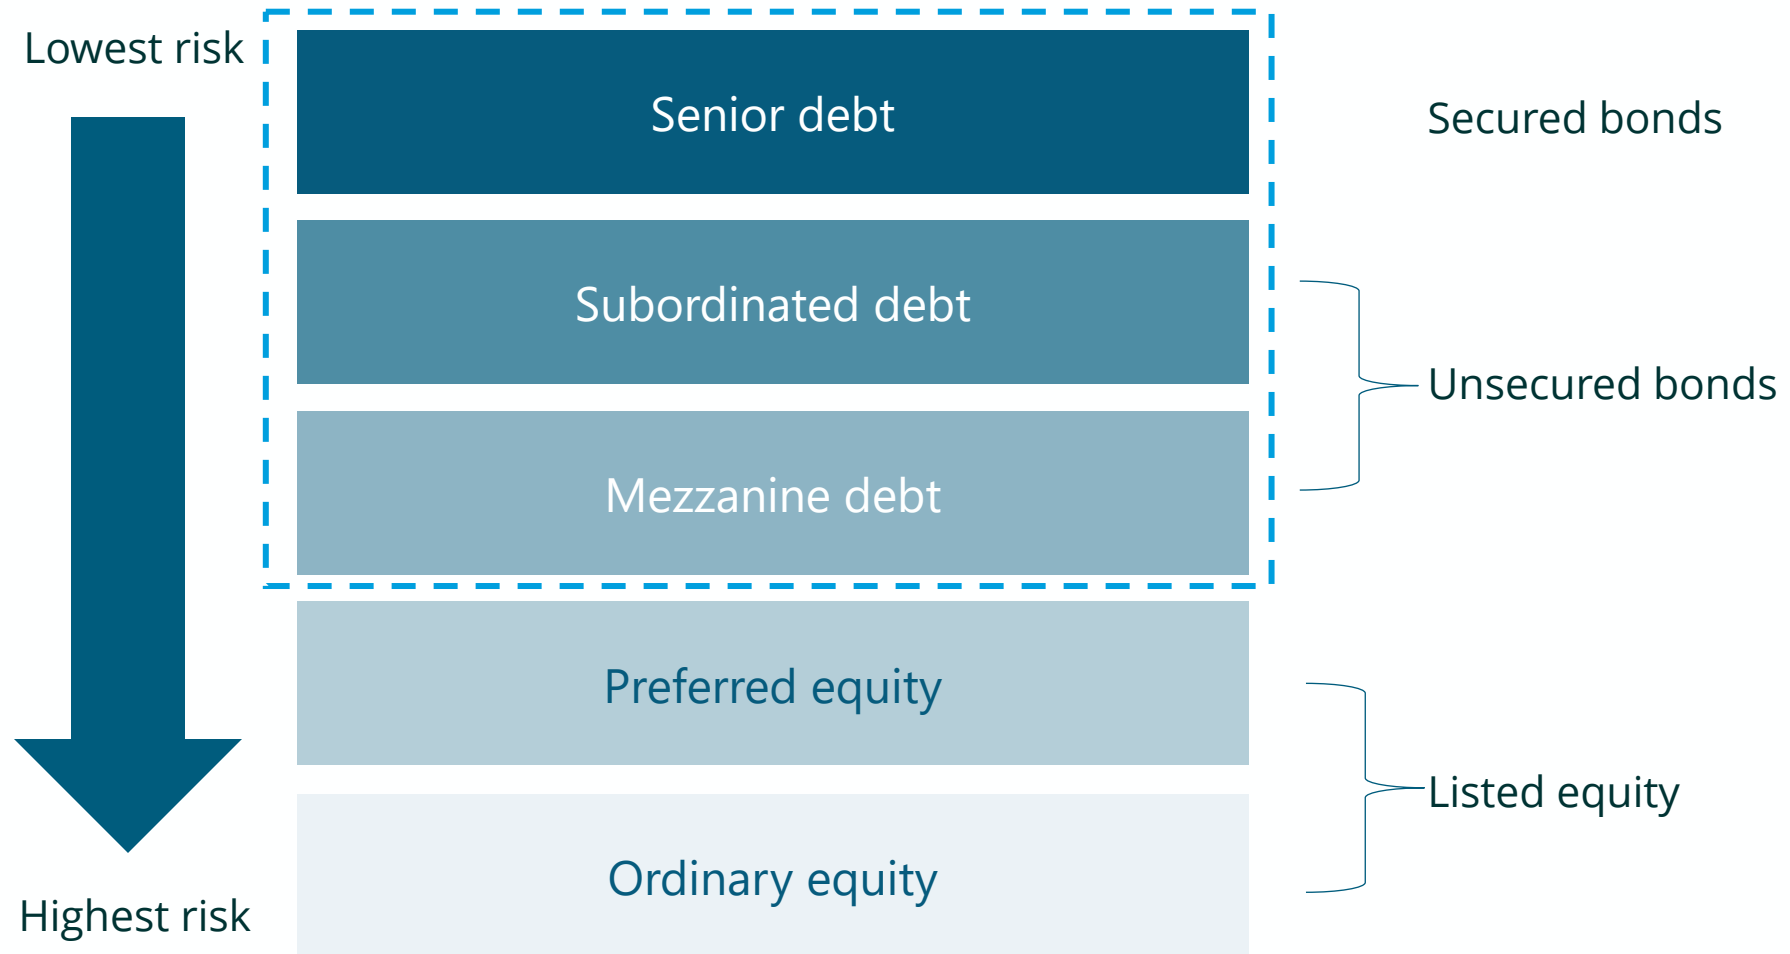 Lowest risk
Senior debt
Secured bonds
Subordinated debt
Unsecured bonds
Mezzanine debt
Preferred equity
Listed equity
Ordinary equity
Highest risk